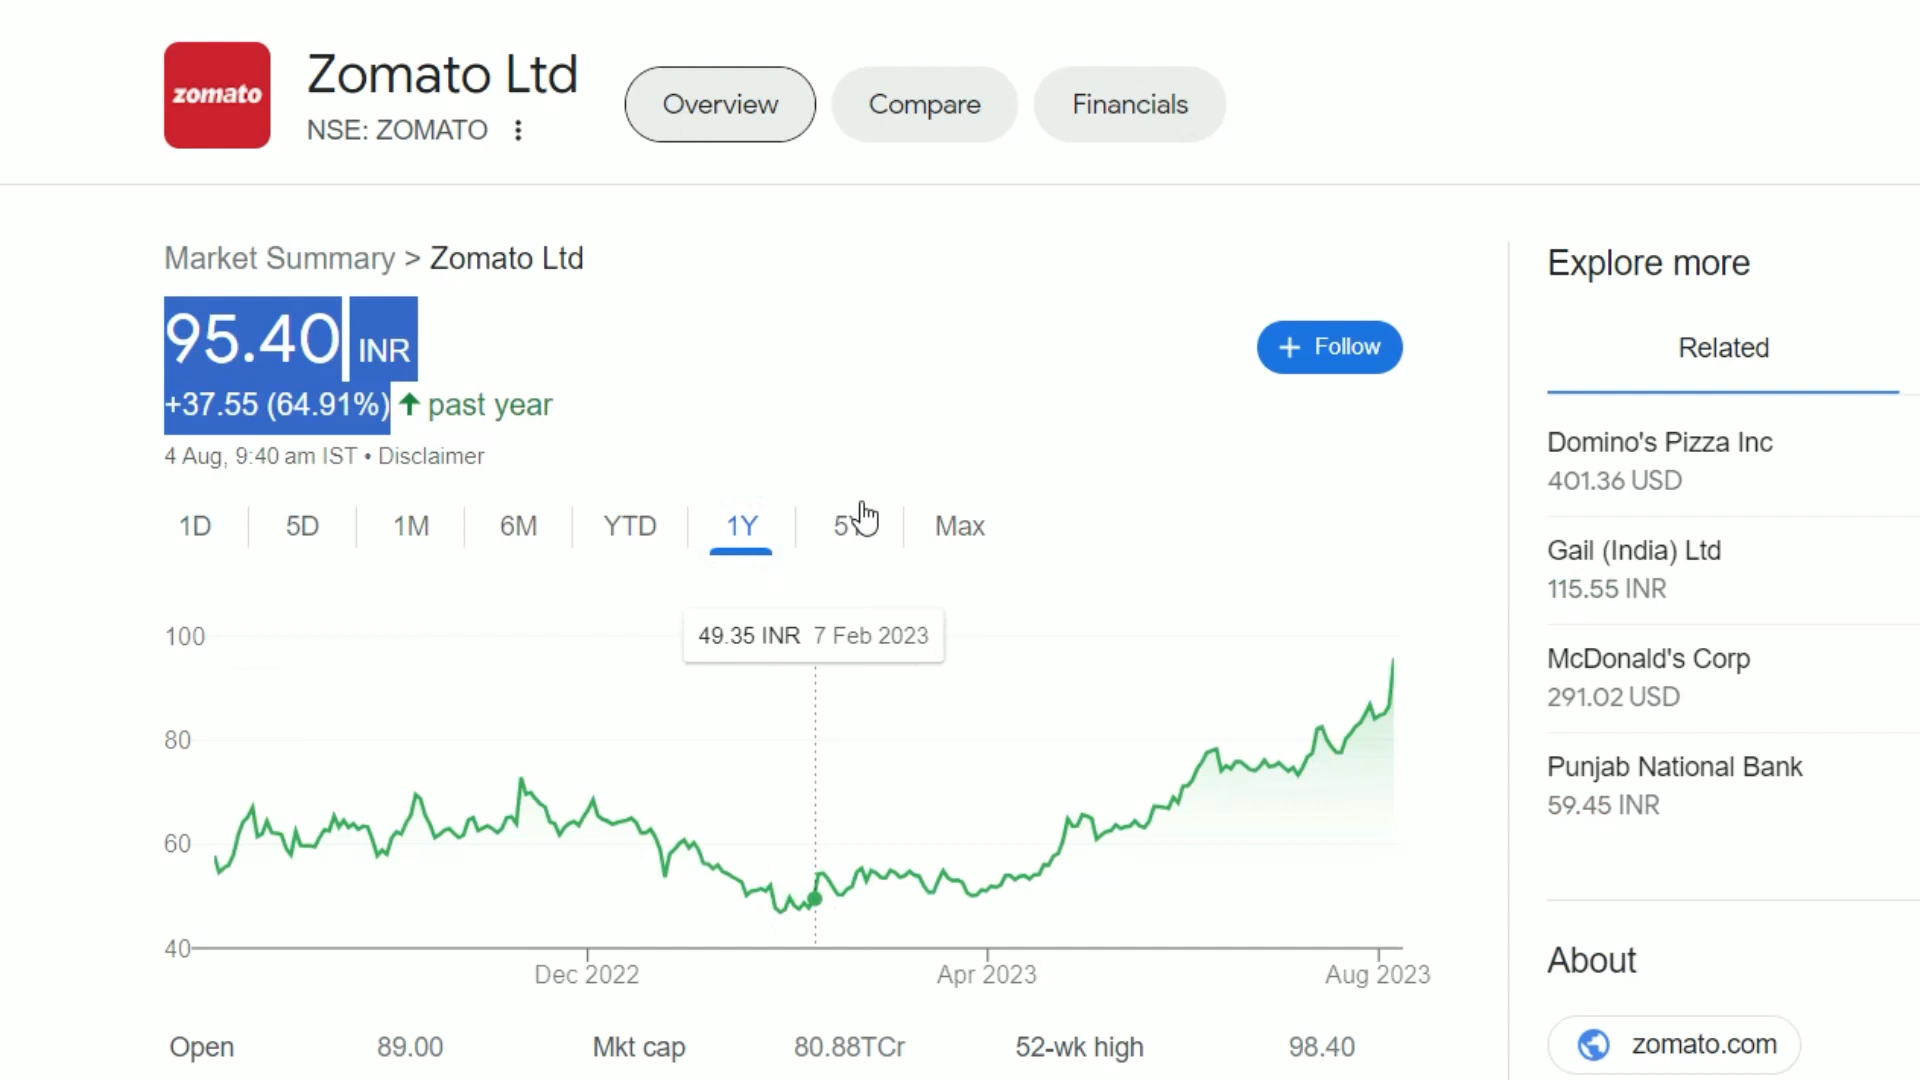 zomato
Zomato Ltd
NSE: ZOMATO
Overview
Compare
Financials
Market Summary > Zomato Ltd
95.40 INR
+37.55 (64.91%) past year
4 Aug, 9:40 am IST • Disclaimer
+ Follow
1D 5D 1M 6M YTD 1Y 5Y Max
49.35 INR 7 Feb 2023
100
80
60
40
Dec 2022 Apr 2023 Aug 2023
Open 89.00 Mkt cap 80.88TCr 52-wk high 98.40
Explore more
Related
Domino's Pizza Inc
401.36 USD
Gail (India) Ltd
115.55 INR
McDonald's Corp
291.02 USD
Punjab National Bank
59.45 INR
About
zomato.com